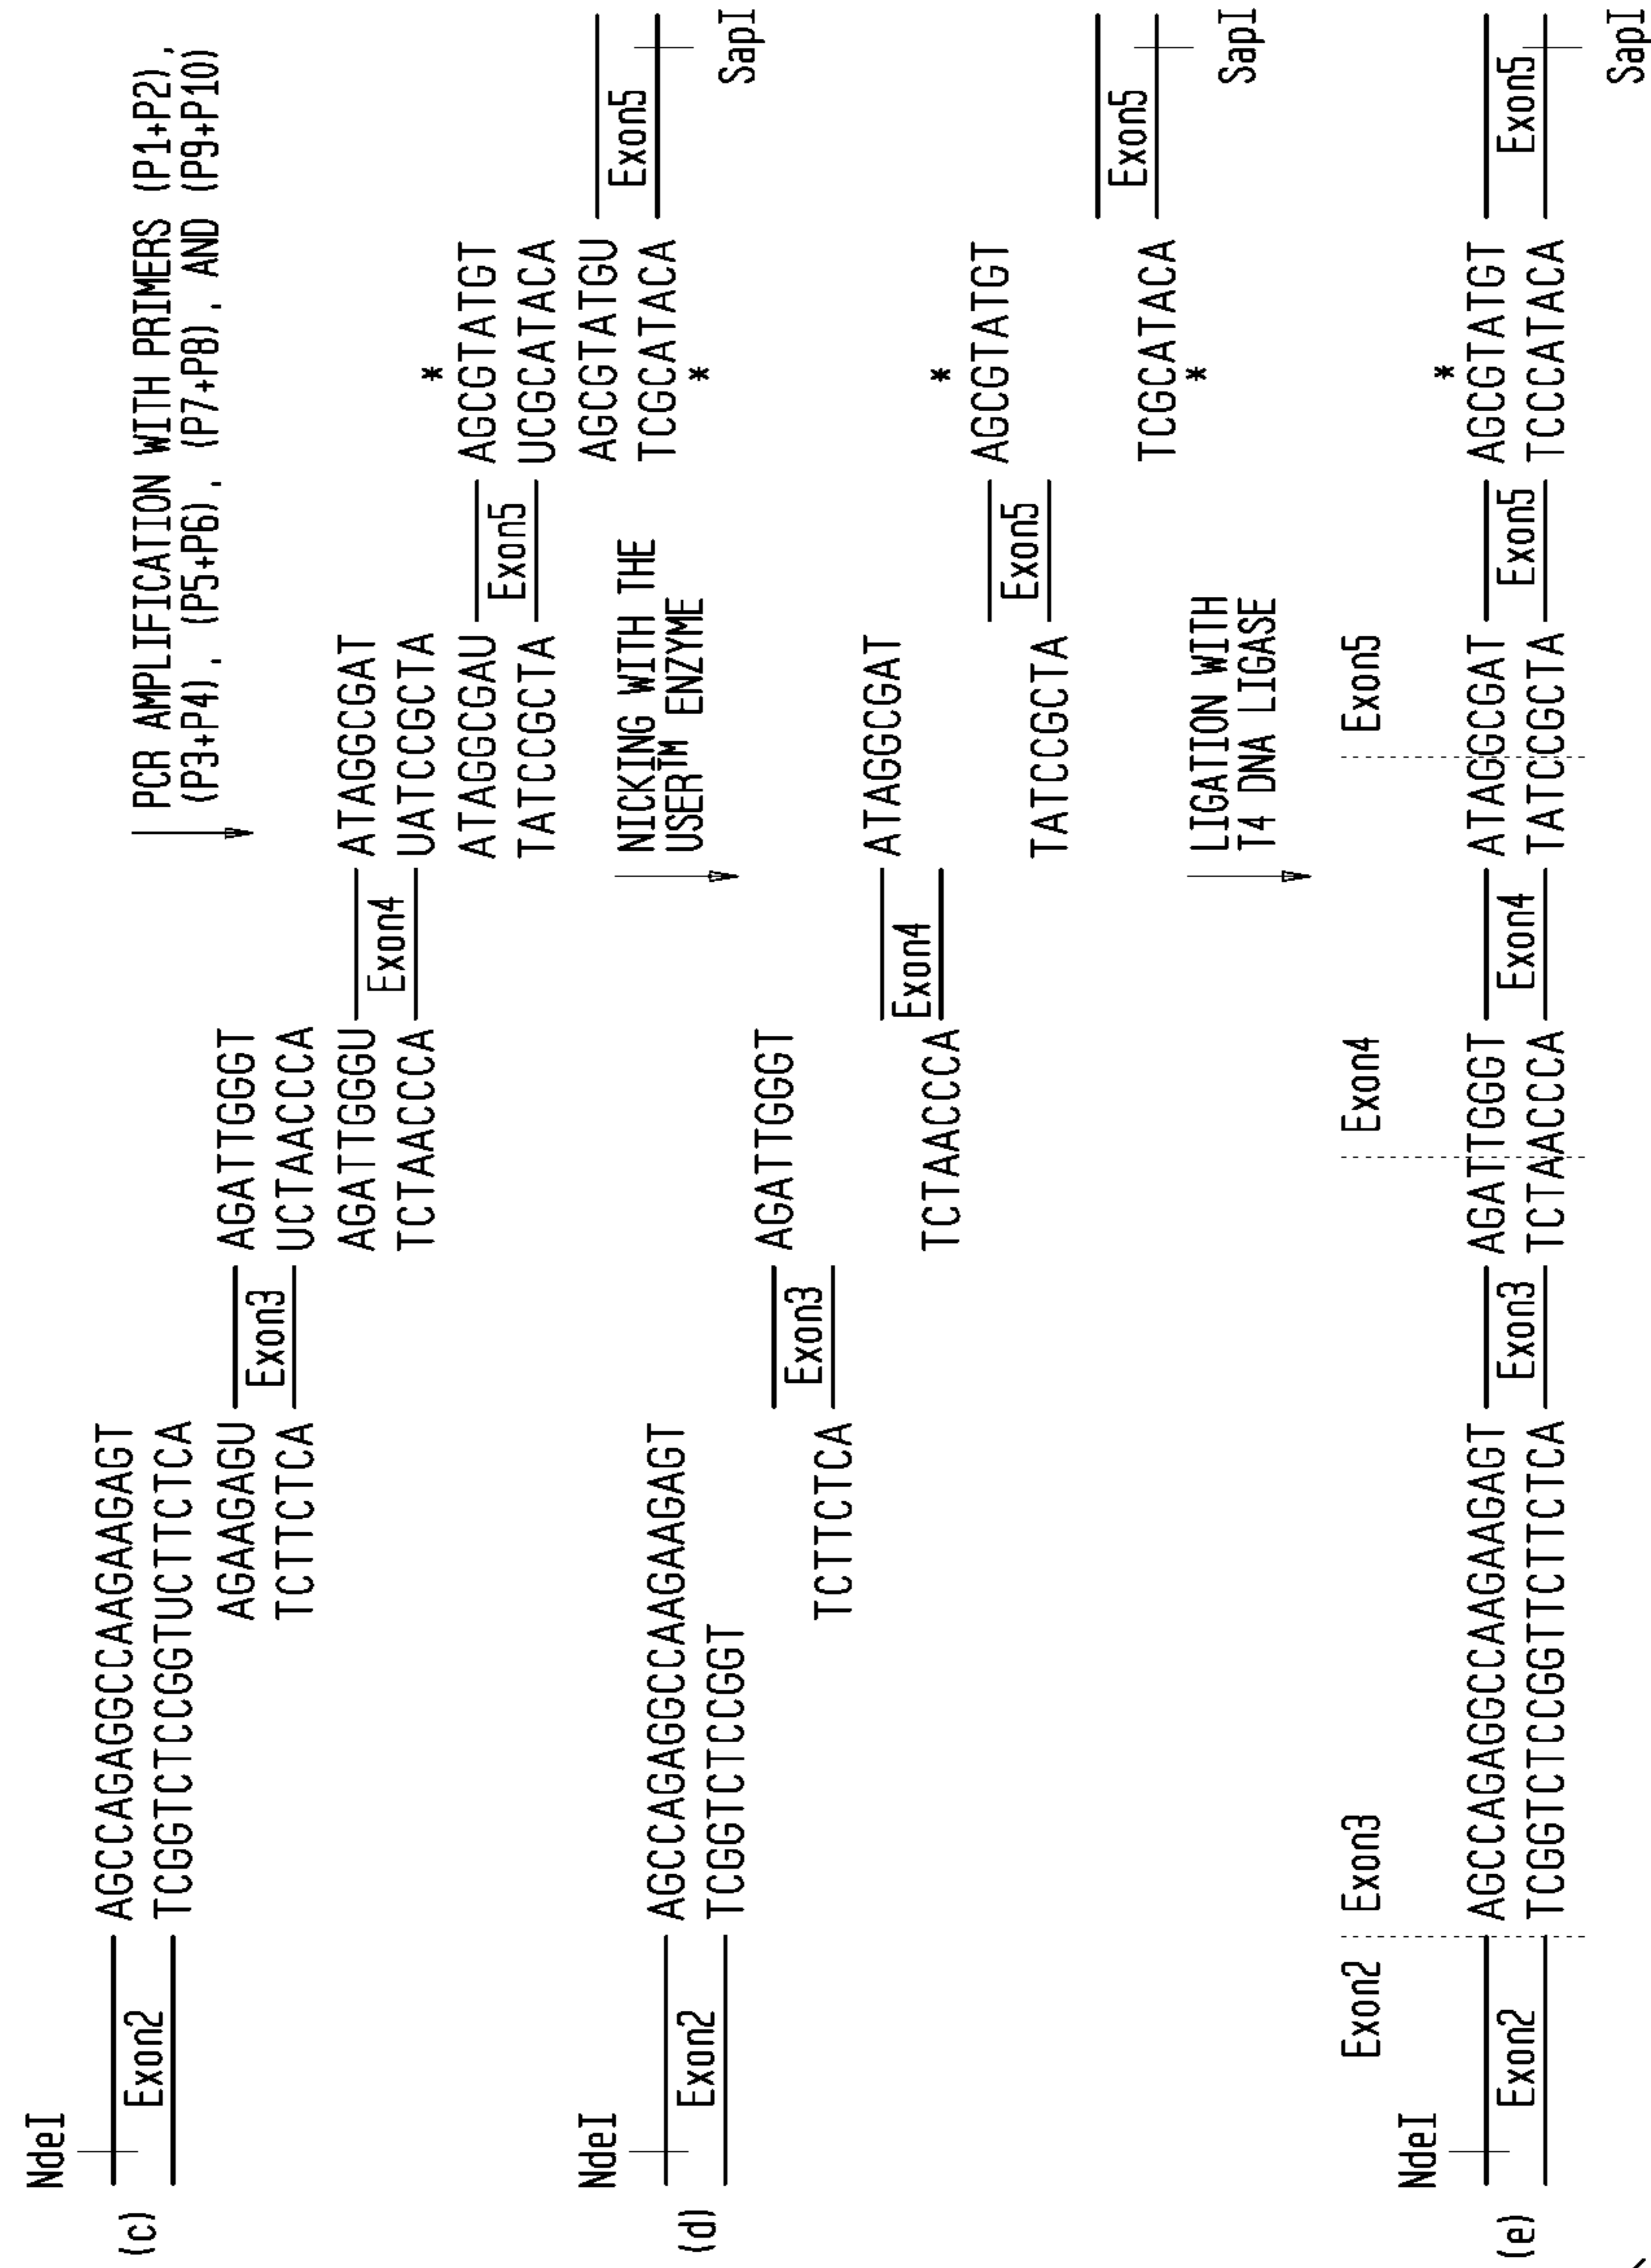 PCR AMPLIFICATION WITH PRIMERS (P1+P2),
(P3+P4), (P5+P6), (P7+P8), AND (P9+P10)
(c)
NdeI
Exon2
AGCCAGAGGCCAAGAAGAGT
TCGGTCTCCGGTUCTTCTCA
AGAAGAGU
TCTTCTCA
Exon3
AGATTGGGT
UCTAACCCA
AGATTGGGU
TCTAACCCA
Exon4
ATAGGCGAT
UATCCGCTA
ATAGGCGAU
TATCCGCTA
Exon5
*
AGCGTATGT
UCGCATACA
AGCGTATGU
TCGCATACA
*
Exon5
SapI
NICKING WITH THE
USER™ ENZYME
(d)
NdeI
Exon2
AGCCAGAGGCCAAGAAGAGT
TCGGTCTCCGGT
TCTTCTCA
Exon3
AGATTGGGT
TCTAACCCA
Exon4
ATAGGCGAT
TATCCGCTA
Exon5
*
AGCGTATGT
TCGCATACA
*
Exon5
SapI
LIGATION WITH
T4 DNA LIGASE
Exon2 Exon3 Exon4 Exon5
(e)
NdeI
*
AGCCAGAGGCCAAGAAGAGT AGATTGGGT ATAGGCGAT AGCGTATGT
Exon2 Exon3 Exon4 Exon5 Exon5
TCGGTCTCCGGTTCTTCTCA TCTAACCCA TATCCGCTA TCCCATACA
SapI